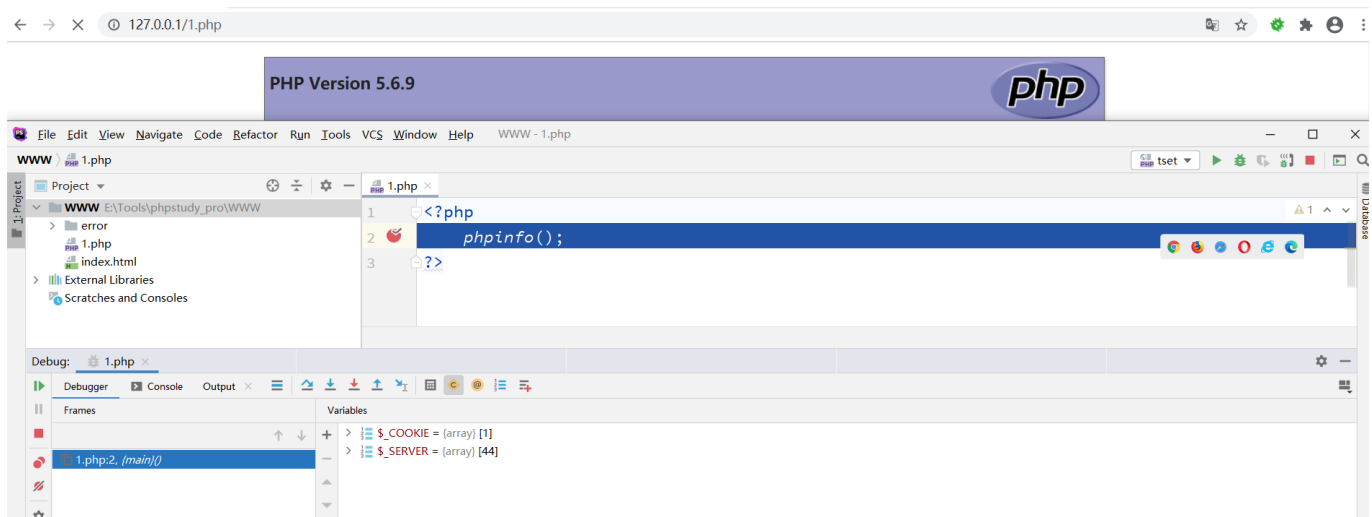 127.0.0.1/1.php
PHP Version 5.6.9
php
File Edit View Navigate Code Refactor Run Tools VCS Window Help WWW - 1.php
WWW 1.php
tset
1: Project
Project
1.php
Database
WWW E:\Tools\phpstudy_pro\WWW
error
1.php
index.html
External Libraries
Scratches and Consoles
1 <?php
1
2 phpinfo();
3 ?>
Debug: 1.php
Debugger Console Output
Frames
Variables
$_COOKIE = {array} [1]
$_SERVER = {array} [44]
1.php:2, {main}()